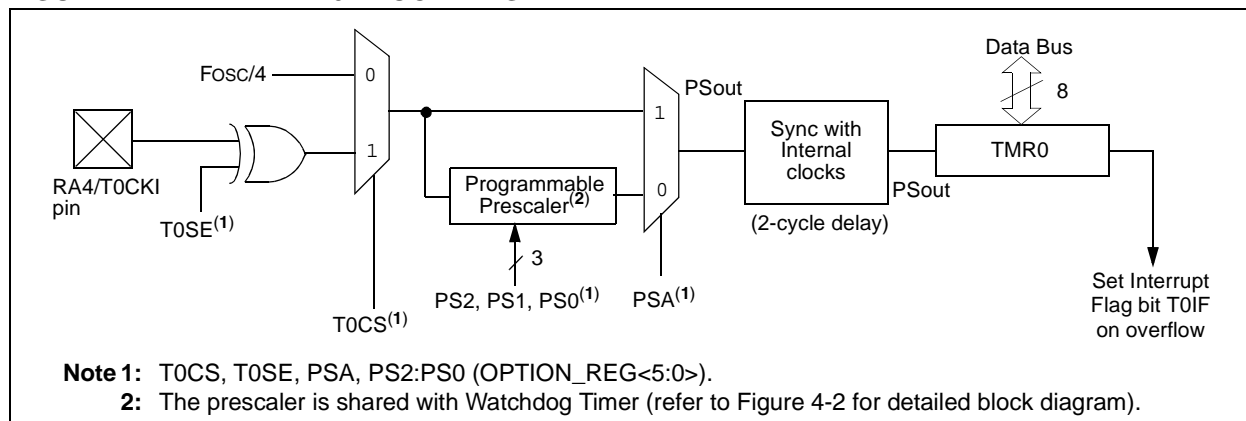 Data Bus
8
FOSC/4
0
1
RA4/T0CKI
pin
T0SE(1)
T0CS(1)
Programmable
Prescaler(2)
3
PS2, PS1, PS0(1)
1
0
PSA(1)
PSout
Sync with
Internal
clocks
(2-cycle delay)
PSout
TMR0
Set Interrupt
Flag bit T0IF
on overflow
Note 1: T0CS, T0SE, PSA, PS2:PS0 (OPTION_REG<5:0>).
2: The prescaler is shared with Watchdog Timer (refer to Figure 4-2 for detailed block diagram).